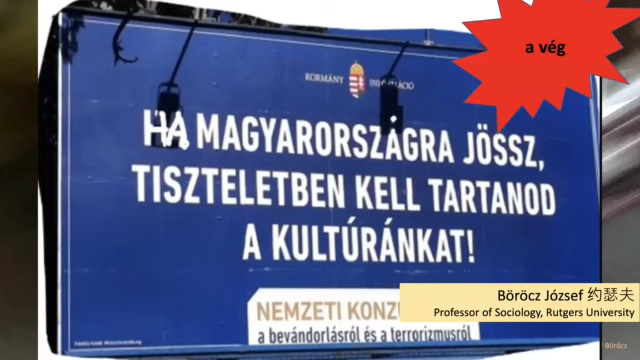 a vég
KORMÁNY INFORMÁCIÓ
HA MAGYARORSZÁGRA JÖSSZ,
TISZTELETBEN KELL TARTANOD
A KULTÚRÁNKAT!
NEMZETI
a bevándorlásról és a terrorizmusról
Böröcz József 约瑟夫
Professor of Sociology, Rutgers University
Böröcz